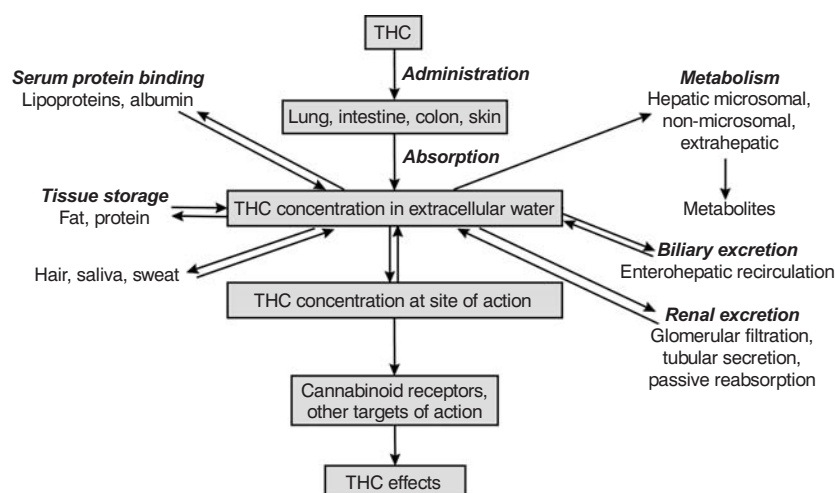 THC
Administration
Serum protein binding
Lipoproteins, albumin
Metabolism
Hepatic microsomal,
non-microsomal,
extrahepatic
Lung, intestine, colon, skin
Absorption
Tissue storage
Fat, protein
THC concentration in extracellular water
Metabolites
Biliary excretion
Enterohepatic recirculation
Hair, saliva, sweat
THC concentration at site of action
Renal excretion
Glomerular filtration,
tubular secretion,
passive reabsorption
Cannabinoid receptors,
other targets of action
THC effects